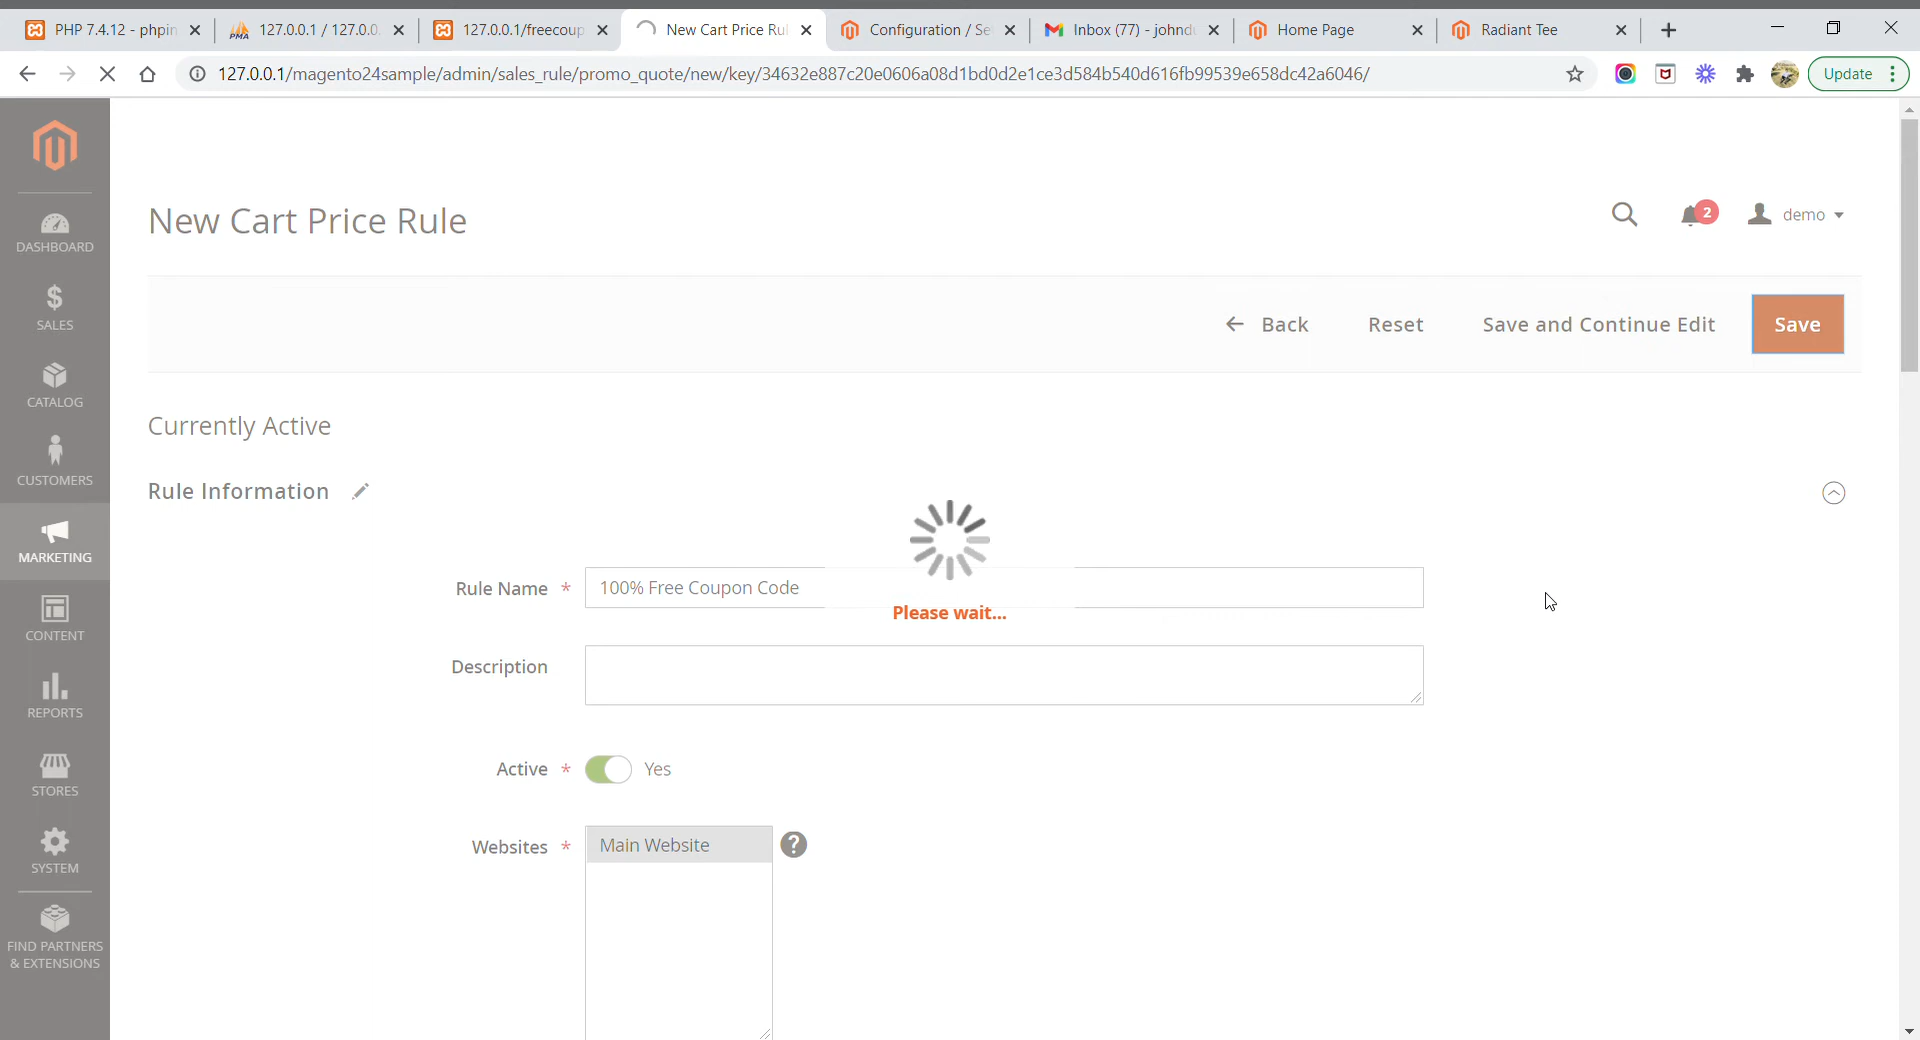 PHP 7.4.12 - phpin
127.0.0.1 / 127.0.0.
127.0.0.1/freecoup
New Cart Price Rul
Configuration / Se
Inbox (77) - johnd
Home Page
Radiant Tee
127.0.0.1/magento24sample/admin/sales_rule/promo_quote/new/key/34632e887c20e0606a08d1bd0d2e1ce3d584b540d616fb99539e658dc42a6046/
Update
New Cart Price Rule
2
demo
Back
Reset
Save and Continue Edit
Save
DASHBOARD
SALES
CATALOG
CUSTOMERS
MARKETING
CONTENT
REPORTS
STORES
SYSTEM
FIND PARTNERS
& EXTENSIONS
Currently Active
Rule Information
Rule Name *
100% Free Coupon Code
Please wait...
Description
Active *
Yes
Websites *
Main Website
?